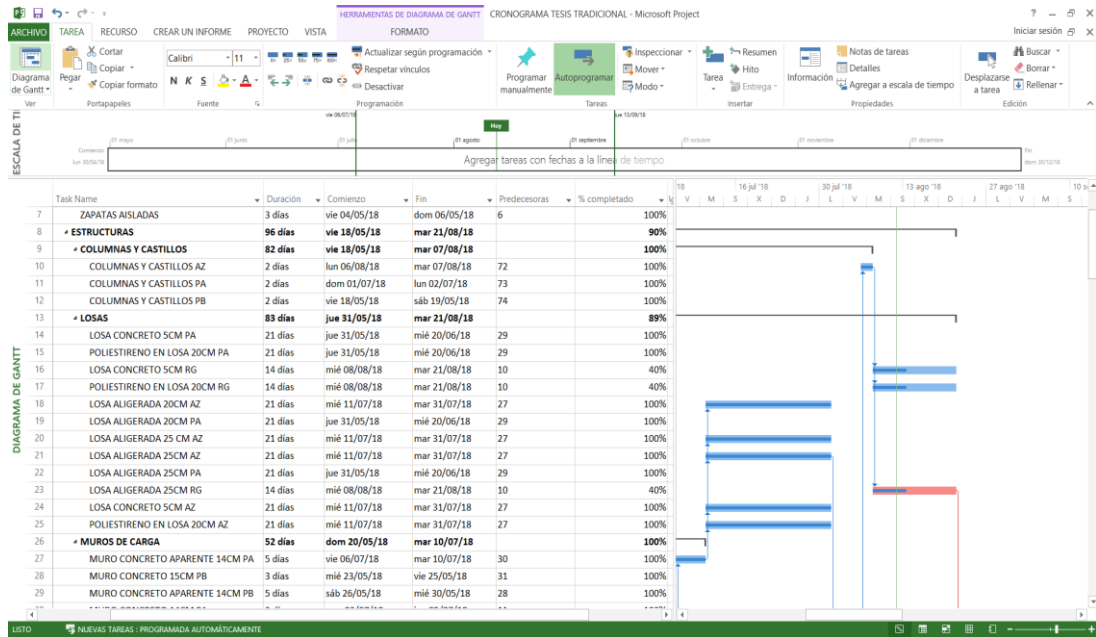 HERRAMIENTAS DE DIAGRAMA DE GANTT CRONOGRAMA TESIS TRADICIONAL - Microsoft Project
ARCHIVO TAREA RECURSO CREAR UN INFORME PROYECTO VISTA FORMATO Iniciar sesión
Cortar Calibri 11 Actualizar según programación Inspeccionar Resumen Notas de tareas Buscar
Copiar Respetar vínculos Mover Hito Detalles Borrar
Diagrama de Gantt Pegar Copiar formato N K S A Desactivar Programar manualmente Autoprogramar Modo Tarea Entrega Información Agregar a escala de tiempo Desplazarse a tarea Rellenar
Ver Portapapeles Fuente Programación Tareas Insertar Propiedades Edición
ESCALA DE TI
vie 06/07/18 Hoy
01 mayo 01 junio 01 julio 01 agosto 01 septiembre 01 octubre 01 noviembre 01 diciembre
Comienzo Fin
lun 30/04/18 Agregar tareas con fechas a la línea de tiempo dom 30/12/18
DIAGRAMA DE GANTT
Task Name Duración Comienzo Fin Predecesoras % completado
'18 16 jul '18 30 jul '18 13 ago '18 27 ago '18
V M S X D J L V M S X D J L V M S
7 ZAPATAS AISLADAS 3 días vie 04/05/18 dom 06/05/18 6 100%
8 ESTRUCTURAS 96 días vie 18/05/18 mar 21/08/18 90%
9 COLUMNAS Y CASTILLOS 82 días vie 18/05/18 mar 07/08/18 100%
10 COLUMNAS Y CASTILLOS AZ 2 días lun 06/08/18 mar 07/08/18 72 100%
11 COLUMNAS Y CASTILLOS PA 2 días dom 01/07/18 lun 02/07/18 73 100%
12 COLUMNAS Y CASTILLOS PB 2 días vie 18/05/18 sáb 19/05/18 74 100%
13 LOSAS 83 días jue 31/05/18 mar 21/08/18 89%
14 LOSA CONCRETO 5CM PA 21 días jue 31/05/18 mié 20/06/18 29 100%
15 POLIESTIRENO EN LOSA 20CM PA 21 días jue 31/05/18 mié 20/06/18 29 100%
16 LOSA CONCRETO 5CM RG 14 días mié 08/08/18 mar 21/08/18 10 40%
17 POLIESTIRENO EN LOSA 20CM RG 14 días mié 08/08/18 mar 21/08/18 10 40%
18 LOSA ALIGERADA 20CM AZ 21 días mié 11/07/18 mar 31/07/18 27 100%
19 LOSA ALIGERADA 20CM PA 21 días jue 31/05/18 mié 20/06/18 29 100%
20 LOSA ALIGERADA 25 CM AZ 21 días mié 11/07/18 mar 31/07/18 27 100%
21 LOSA ALIGERADA 25CM AZ 21 días mié 11/07/18 mar 31/07/18 27 100%
22 LOSA ALIGERADA 25CM PA 21 días jue 31/05/18 mié 20/06/18 29 100%
23 LOSA ALIGERADA 25CM RG 14 días mié 08/08/18 mar 21/08/18 10 40%
24 LOSA CONCRETO 5CM AZ 21 días mié 11/07/18 mar 31/07/18 27 100%
25 POLIESTIRENO EN LOSA 20CM AZ 21 días mié 11/07/18 mar 31/07/18 27 100%
26 MUROS DE CARGA 52 días dom 20/05/18 mar 10/07/18 100%
27 MURO CONCRETO APARENTE 14CM PA 5 días vie 06/07/18 mar 10/07/18 30 100%
28 MURO CONCRETO 15CM PB 3 días mié 23/05/18 vie 25/05/18 31 100%
29 MURO CONCRETO APARENTE 14CM PB 5 días sáb 26/05/18 mié 30/05/18 28 100%
LISTO NUEVAS TAREAS : PROGRAMADA AUTOMÁTICAMENTE